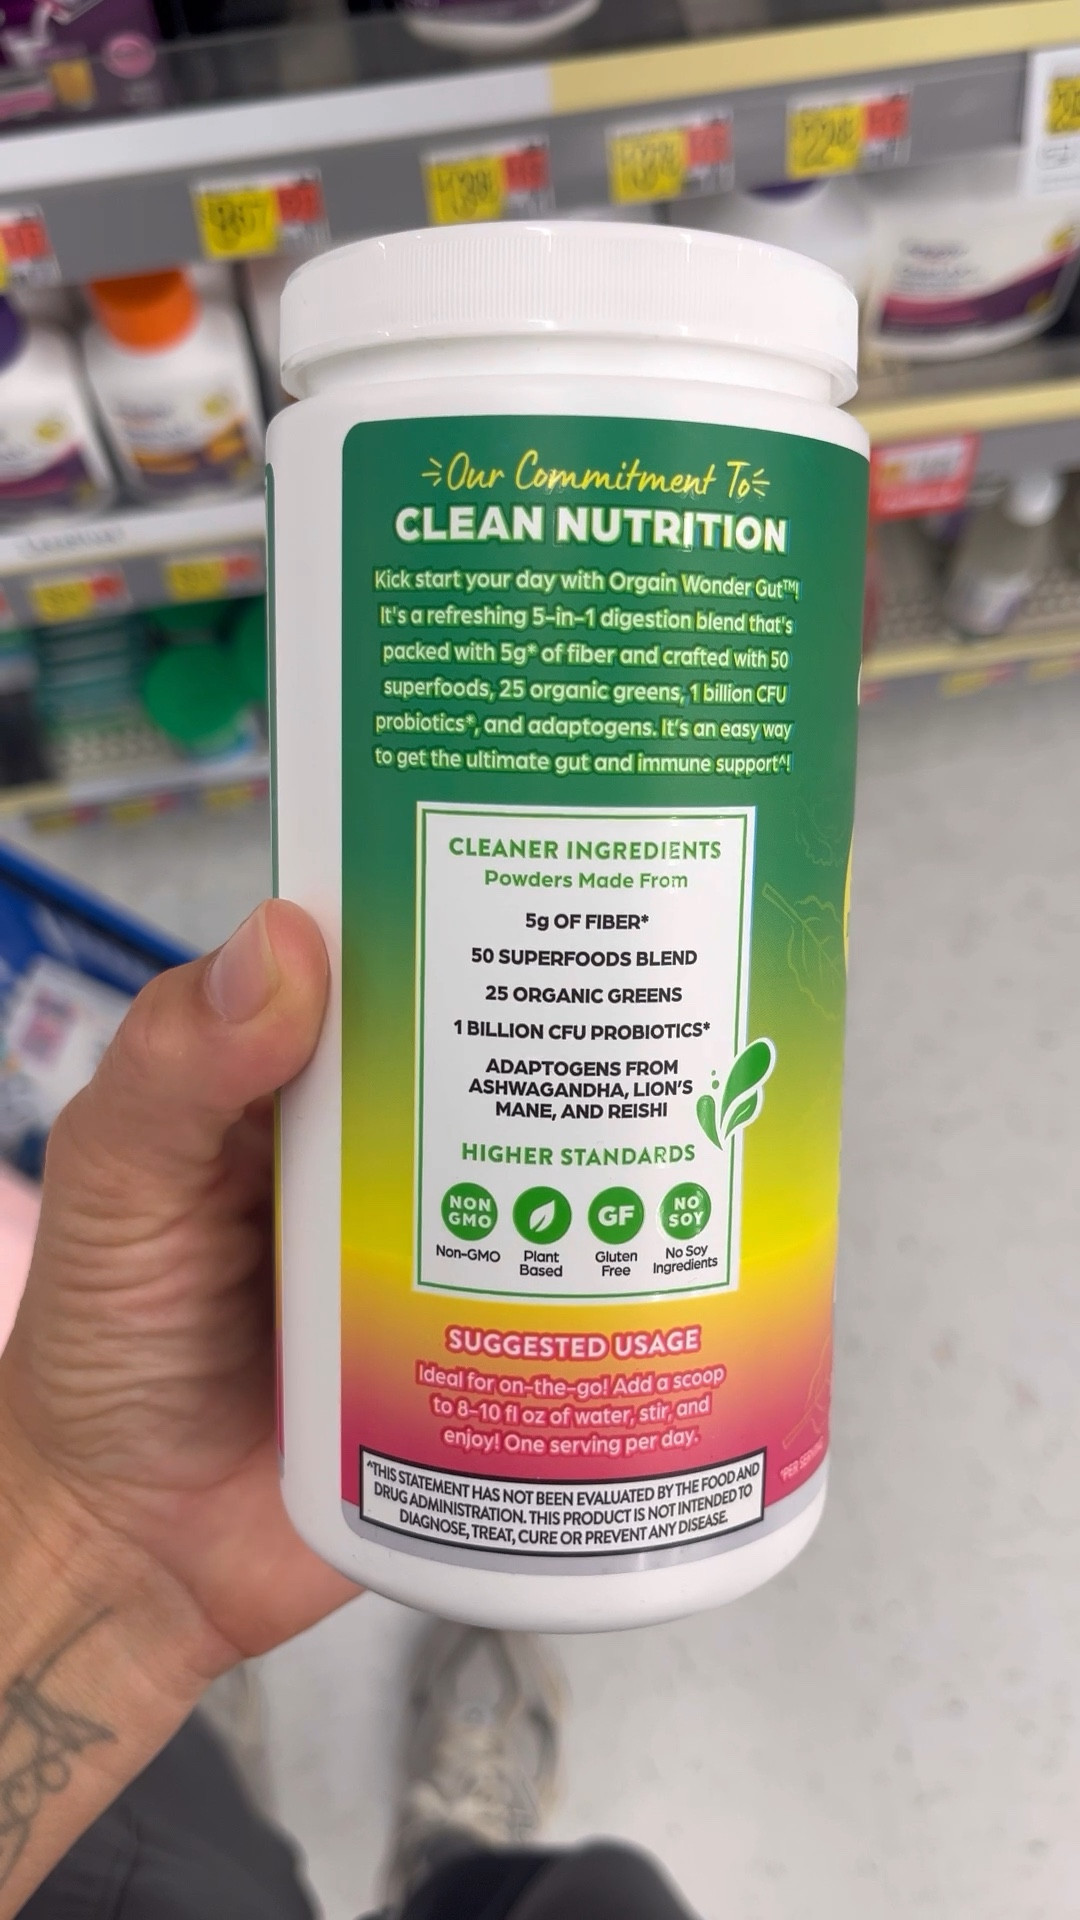 Our Commitment To
CLEAN NUTRITION
Kick start your day with Orgain Wonder Gut™!
It's a refreshing 5-in-1 digestion blend that's
packed with 5g* of fiber and crafted with 50
superfoods, 25 organic greens, 1 billion CFU
probiotics*, and adaptogens. It's an easy way
to get the ultimate gut and immune support^!
CLEANER INGREDIENTS
Powders Made From
5g OF FIBER*
50 SUPERFOODS BLEND
25 ORGANIC GREENS
1 BILLION CFU PROBIOTICS*
ADAPTOGENS FROM
ASHWAGANDHA, LION'S
MANE, AND REISHI
HIGHER STANDARDS
NON GF NO
GMO SOY
Non-GMO Plant Gluten No Soy
Based Free Ingredients
SUGGESTED USAGE
Ideal for on-the-go! Add a scoop
to 8-10 fl oz of water, stir, and
enjoy! One serving per day.
*PER
^THIS STATEMENT HAS NOT BEEN EVALUATED BY THE FOOD AND
DRUG ADMINISTRATION. THIS PRODUCT IS NOT INTENDED TO
DIAGNOSE, TREAT, CURE OR PREVENT ANY DISEASE.